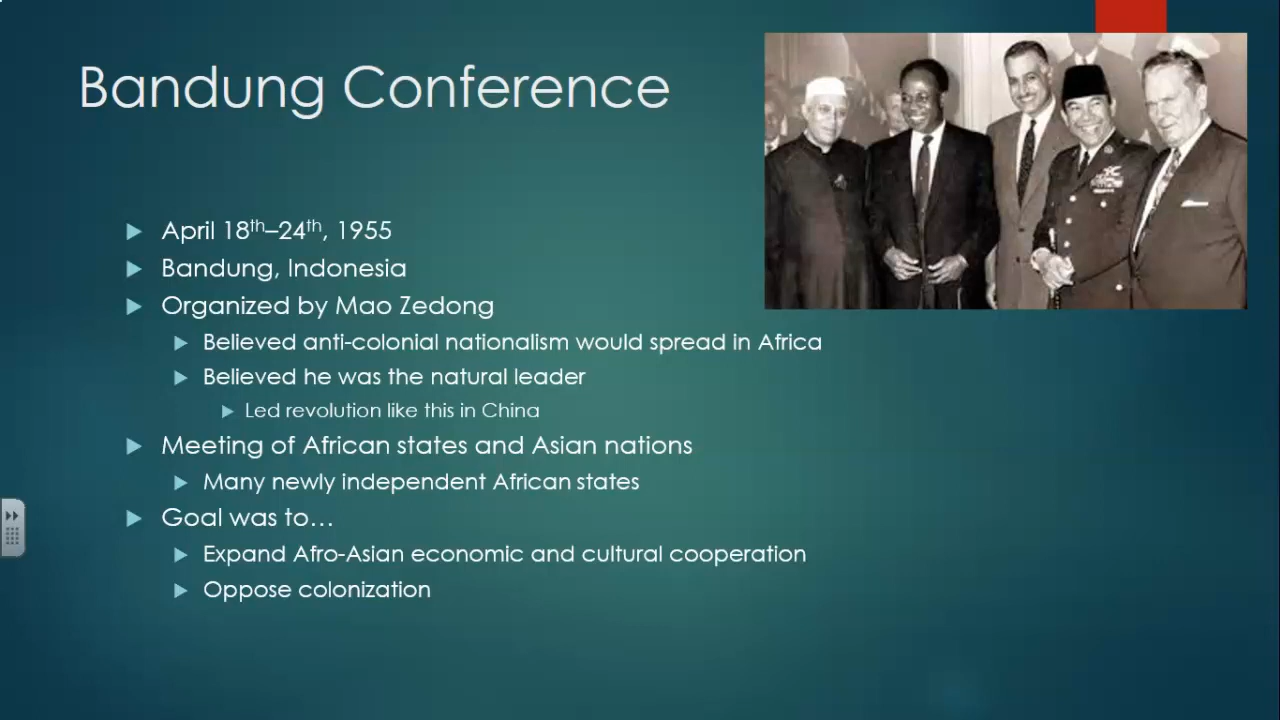 Bandung Conference
April 18th–24th, 1955
Bandung, Indonesia
Organized by Mao Zedong
Believed anti-colonial nationalism would spread in Africa
Believed he was the natural leader
Led revolution like this in China
Meeting of African states and Asian nations
Many newly independent African states
Goal was to…
Expand Afro-Asian economic and cultural cooperation
Oppose colonization